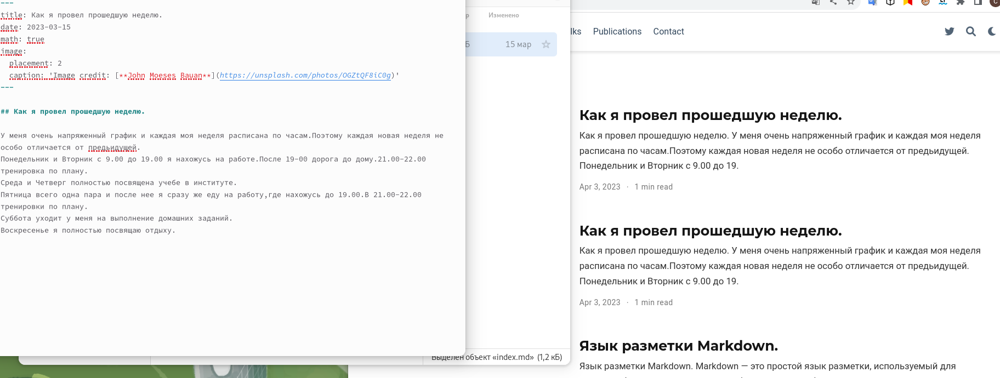 ---
title: Как я провел прошедшую неделю.
date: 2023-03-15
math: true
image:
placement: 2
caption: 'Image credit: [**John Moeses Bauan**](https://unsplash.com/photos/OGZtQF8iC0g)'
---
## Как я провел прошедшую неделю.
У меня очень напряженный график и каждая моя неделя расписана по часам.Поэтому каждая новая неделя не
особо отличается от предьидущей.
Понедельник и Вторник с 9.00 до 19.00 я нахожусь на работе.После 19-00 дорога до дому.21.00-22.00
тренировка по плану.
Среда и Четверг полностью посвящена учебе в институте.
Пятница всего одна пара и после нее я сразу же еду на работу,где нахожусь до 19.00.В 21.00-22.00
тренировки по плану.
Суббота уходит у меня на выполнение домашних заданий.
Воскресенье я полностью посвящаю отдыху.
р Изменено
Б 15 мар
Выделен объект «index.md» (1,2 кБ)
lks Publications Contact
Как я провел прошедшую неделю.
Как я провел прошедшую неделю. У меня очень напряженный график и каждая моя неделя
расписана по часам.Поэтому каждая новая неделя не особо отличается от предьидущей.
Понедельник и Вторник с 9.00 до 19.
Apr 3, 2023 · 1 min read
Как я провел прошедшую неделю.
Как я провел прошедшую неделю. У меня очень напряженный график и каждая моя неделя
расписана по часам.Поэтому каждая новая неделя не особо отличается от предьидущей.
Понедельник и Вторник с 9.00 до 19.
Apr 3, 2023 · 1 min read
Язык разметки Markdown.
Язык разметки Markdown. Markdown — это простой язык разметки, используемый для